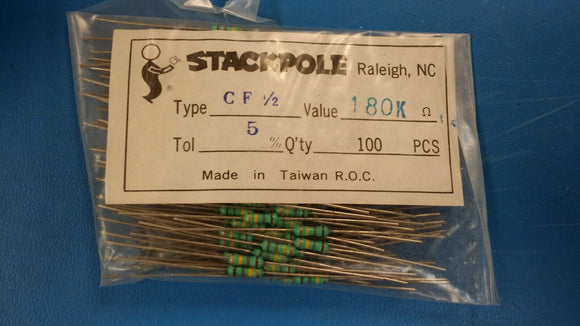 STACKPOLE Raleigh, NC
Type CF 1/2 Value 180K Ω
Tol 5 % Q'ty 100 PCS
Made in Taiwan R.O.C.